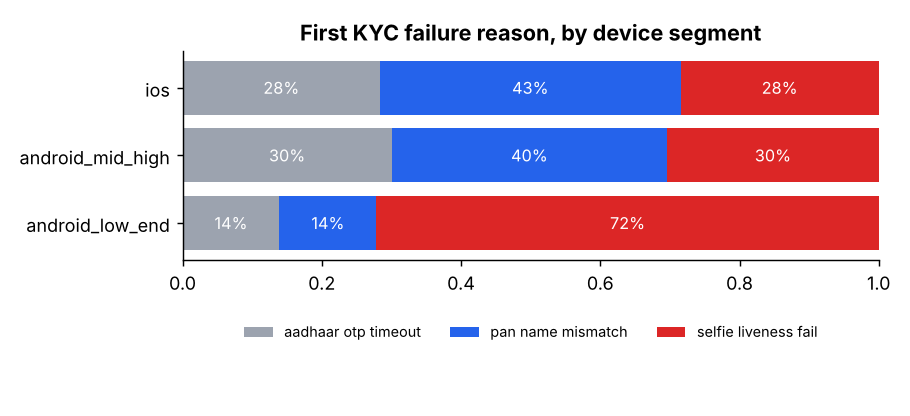 First KYC failure reason, by device segment
ios 28% 43% 28%
android_mid_high 30% 40% 30%
android_low_end 14% 14% 72%
0.0 0.2 0.4 0.6 0.8 1.0
aadhaar otp timeout pan name mismatch selfie liveness fail